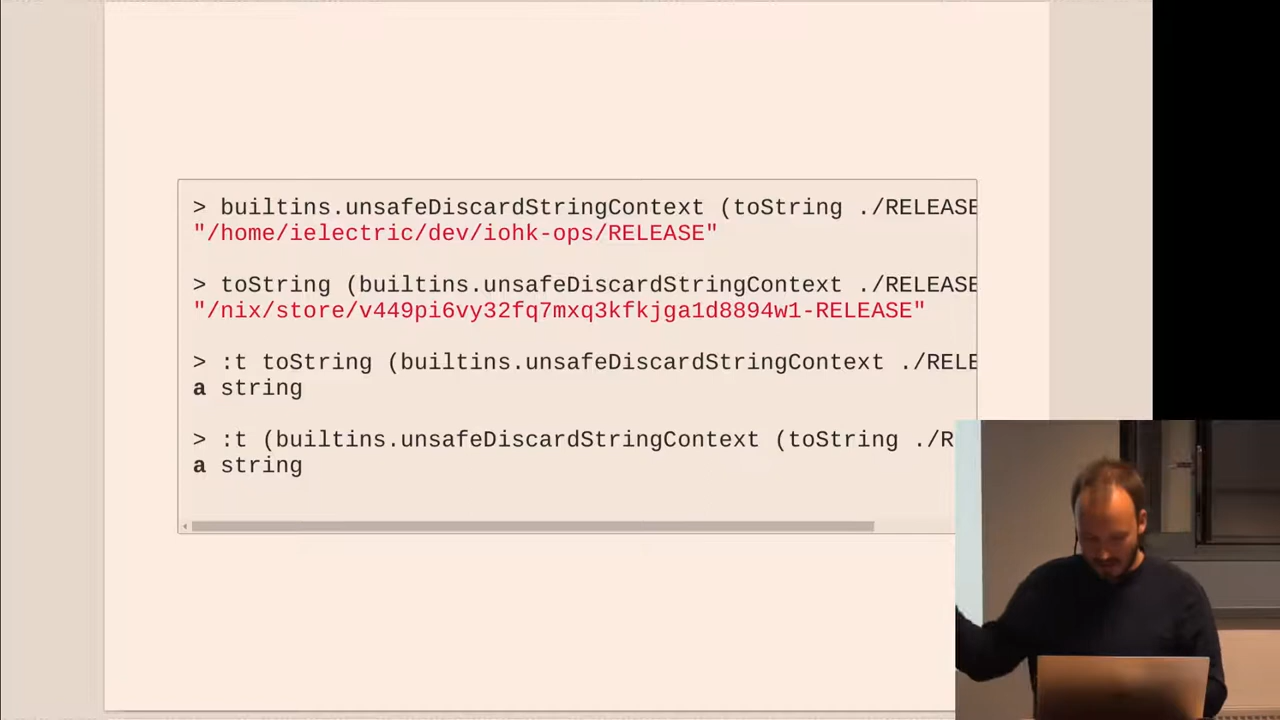 > builtins.unsafeDiscardStringContext (toString ./RELEASE
"/home/ielectric/dev/iohk-ops/RELEASE"
> toString (builtins.unsafeDiscardStringContext ./RELEASE
"/nix/store/v449pi6vy32fq7mxq3kfkjga1d8894w1-RELEASE"
> :t toString (builtins.unsafeDiscardStringContext ./RELE
a string
> :t (builtins.unsafeDiscardStringContext (toString ./R
a string